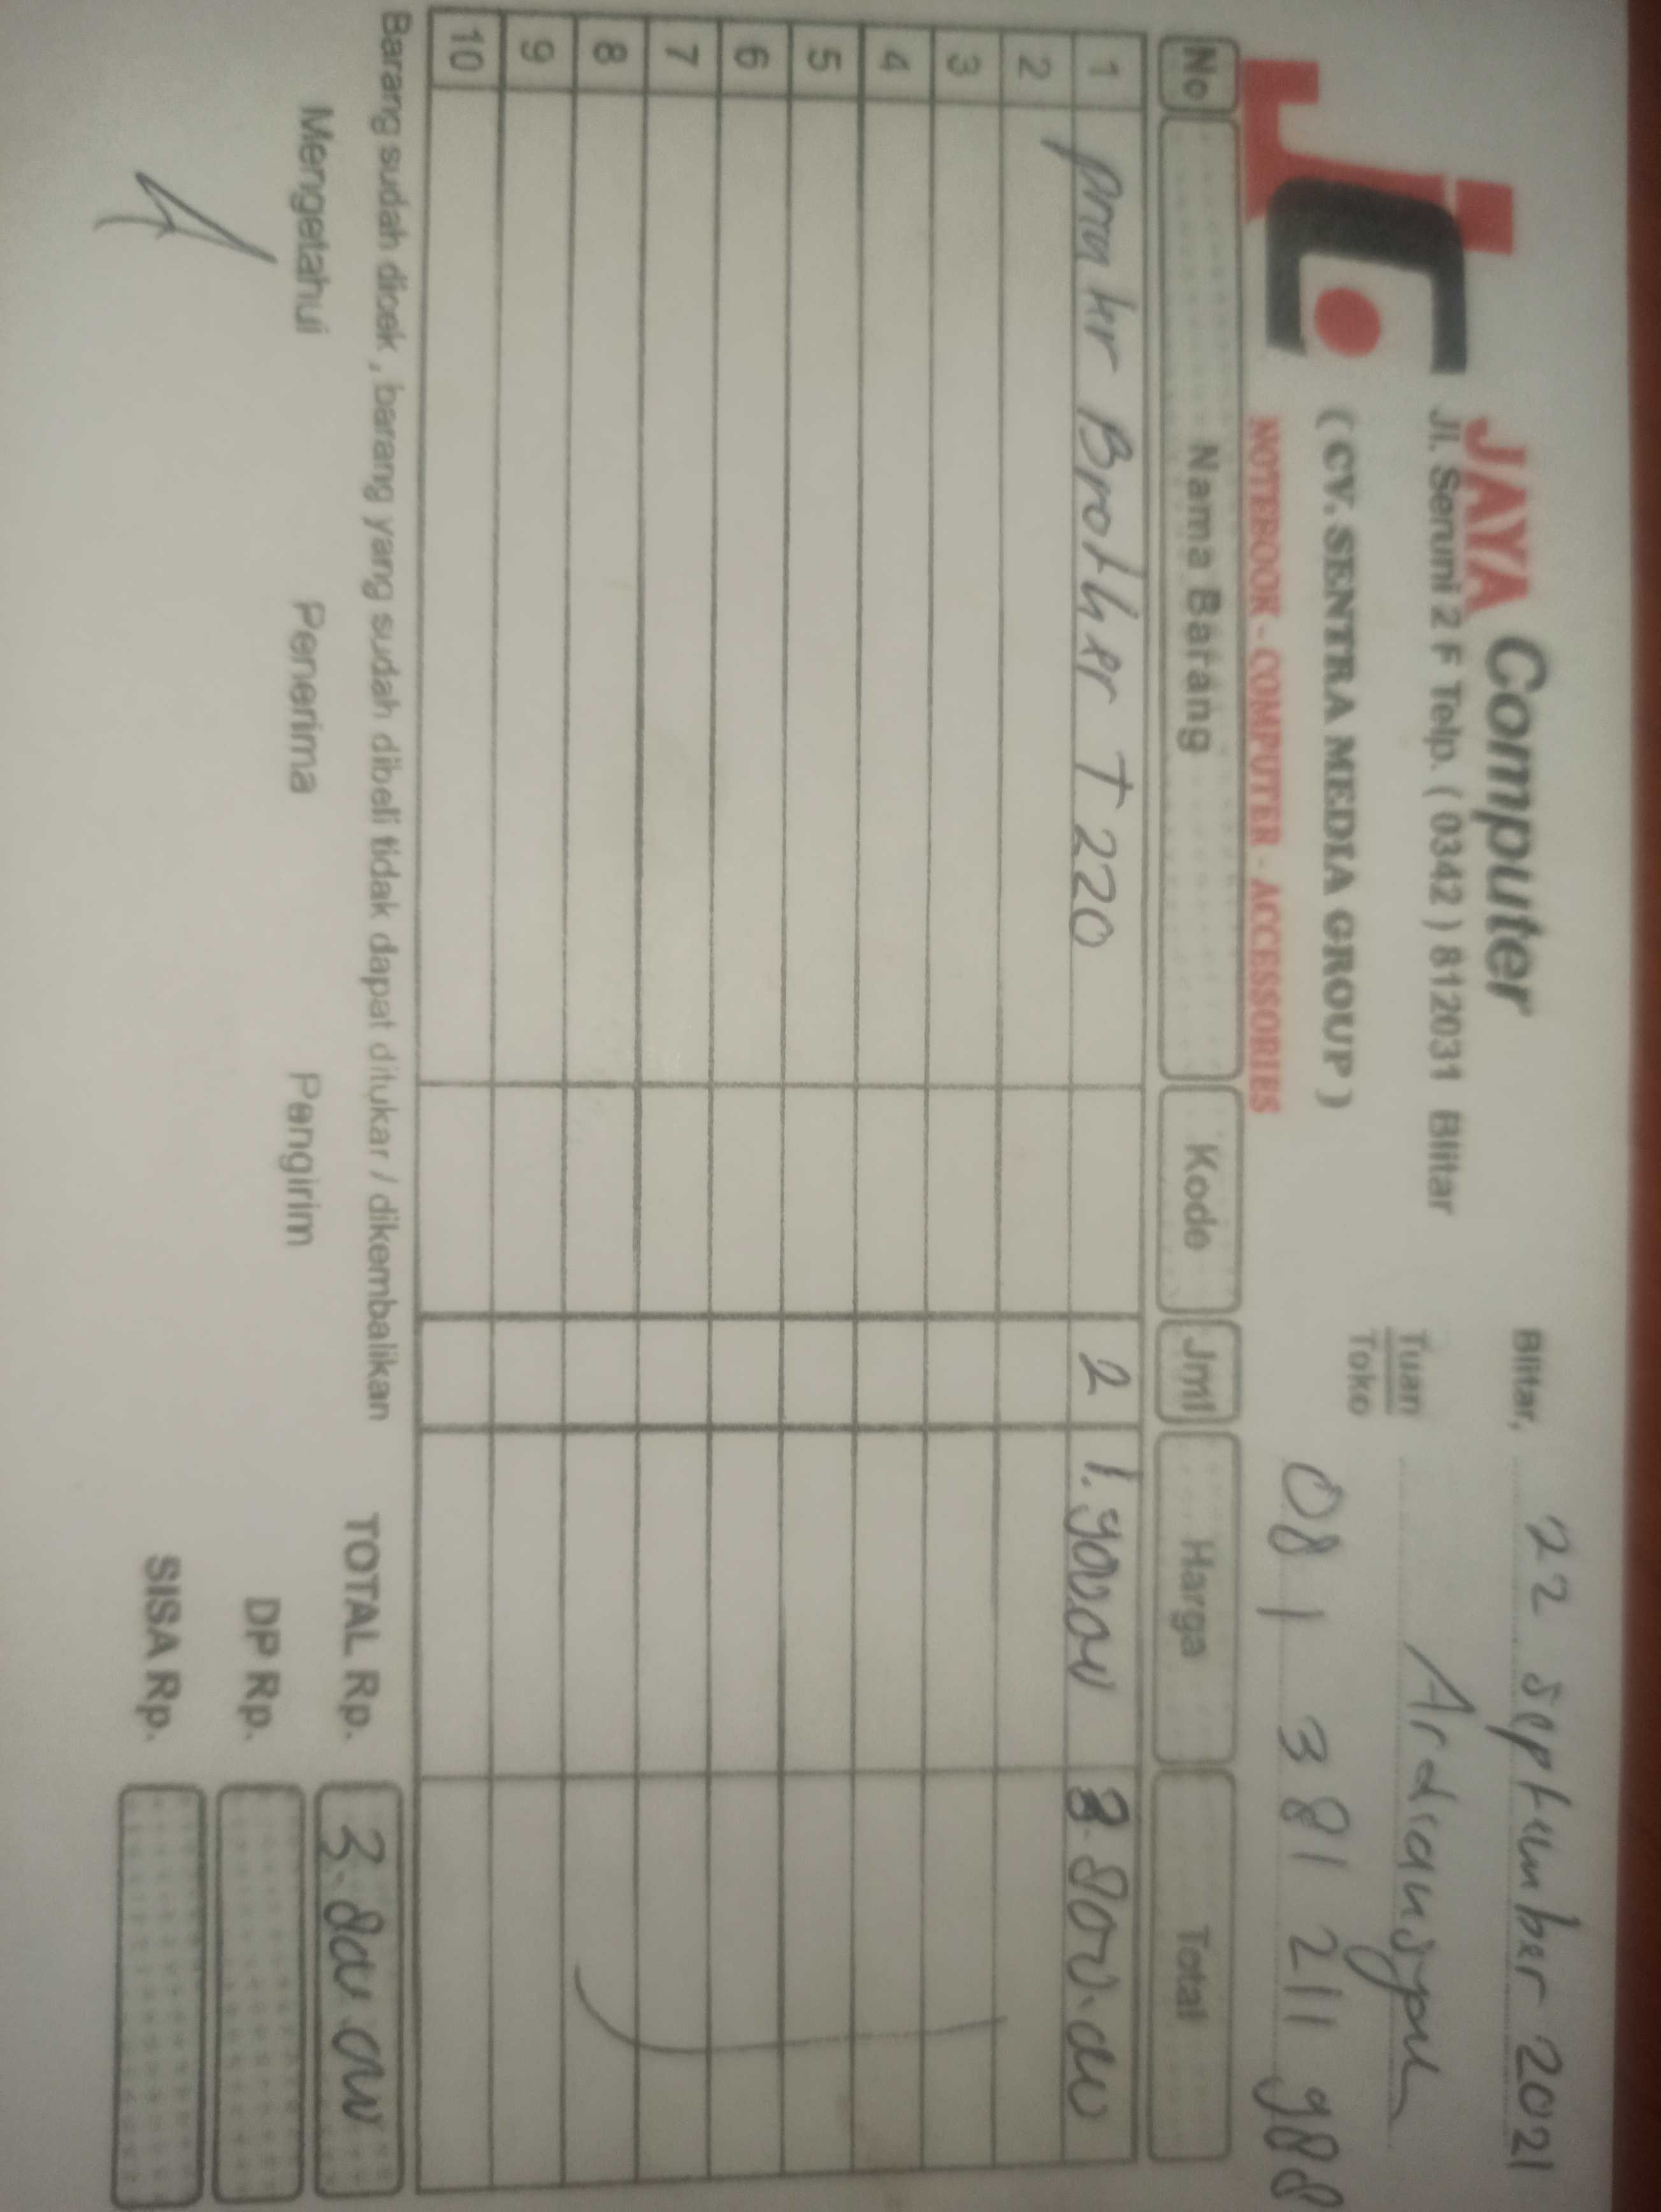 JC
JAYA Computer
Jl. Seruni 2 F Telp. ( 0342 ) 812031 Blitar
( CV. SENTRA MEDIA GROUP )
NOTEBOOK - COMPUTER - ACCESSORIES
Blitar, 22 September 2021
Tuan Ardiansyah
Toko
081 381 211 988
No Nama Barang Kode Jml Harga Total
1 Printer Brother T 220 2 1.900.000 3.800.000
2
3
4
5
6
7
8
9
10
Barang sudah dicek , barang yang sudah dibeli tidak dapat ditukar / dikembalikan
TOTAL Rp. 3.800.000
Mengetahui Penerima Pengirim
DP Rp.
SISA Rp.